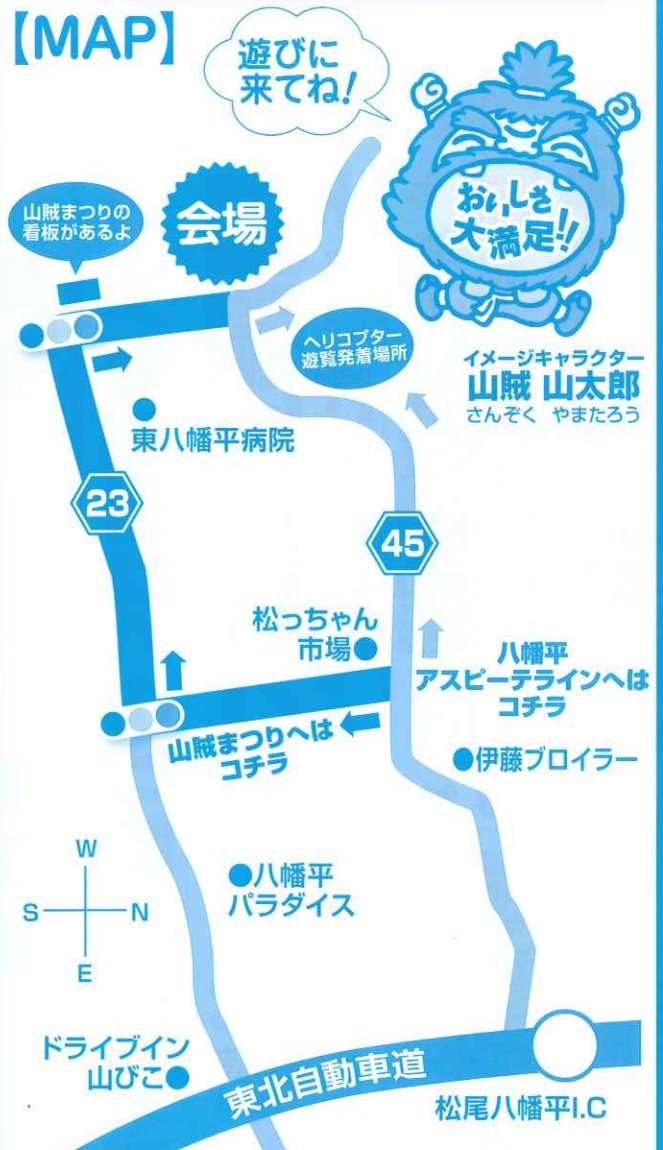 【MAP】
遊びに
来てね!
おいしさ
大満足!!
山賊まつりの
看板があるよ
会場
ヘリコプター
遊覧発着場所
イメージキャラクター
山賊 山太郎
さんぞく やまたろう
東八幡平病院
23
45
松っちゃん
市場
八幡平
アスピーテラインへは
コチラ
山賊まつりへは
コチラ
伊藤ブロイラー
八幡平
パラダイス
W
S
N
E
ドライブイン
山びこ
東北自動車道
松尾八幡平I.C